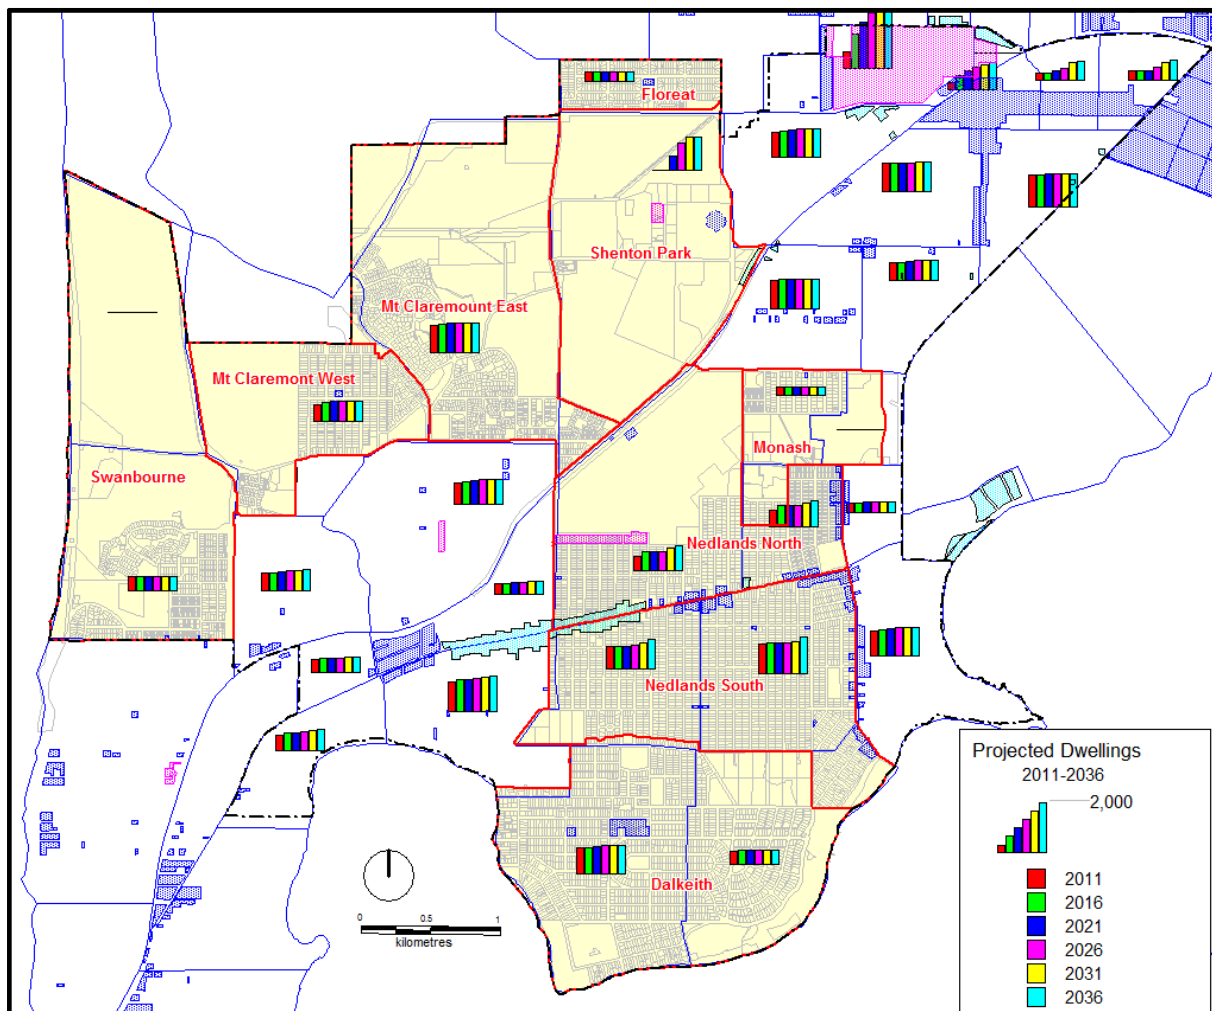 Floreat
Shenton Park
Mt Claremount East
Mt Claremont West
Monash
Swanbourne
Nedlands North
Nedlands South
Dalkeith
0 0.5 1
kilometres
Projected Dwellings
2011-2036
2,000
2011
2016
2021
2026
2031
2036